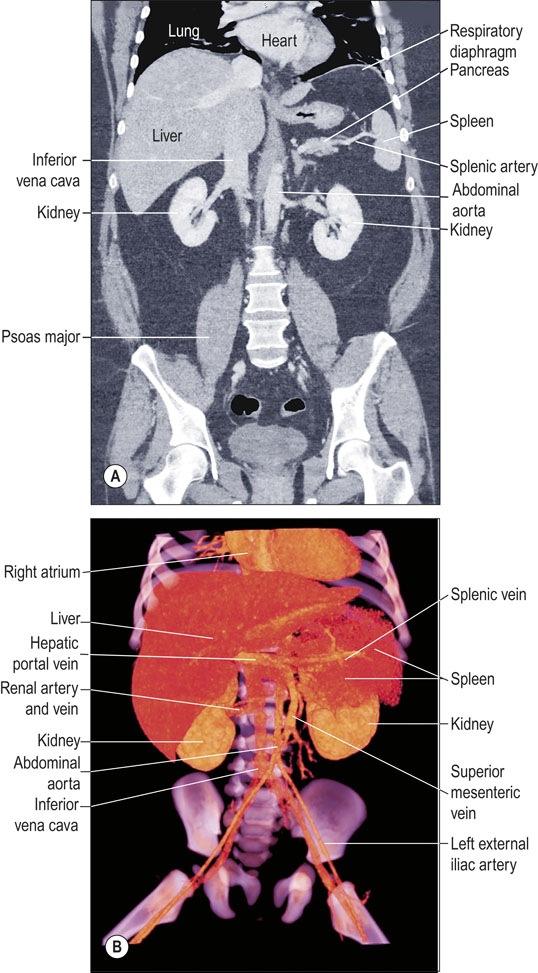 Lung
Heart
Respiratory
diaphragm
Pancreas
Liver
Spleen
Inferior
vena cava
Splenic artery
Abdominal
aorta
Kidney
Kidney
Psoas major
A
Right atrium
Splenic vein
Liver
Hepatic
portal vein
Spleen
Renal artery
and vein
Kidney
Kidney
Abdominal
aorta
Superior
mesenteric
vein
Inferior
vena cava
Left external
iliac artery
B